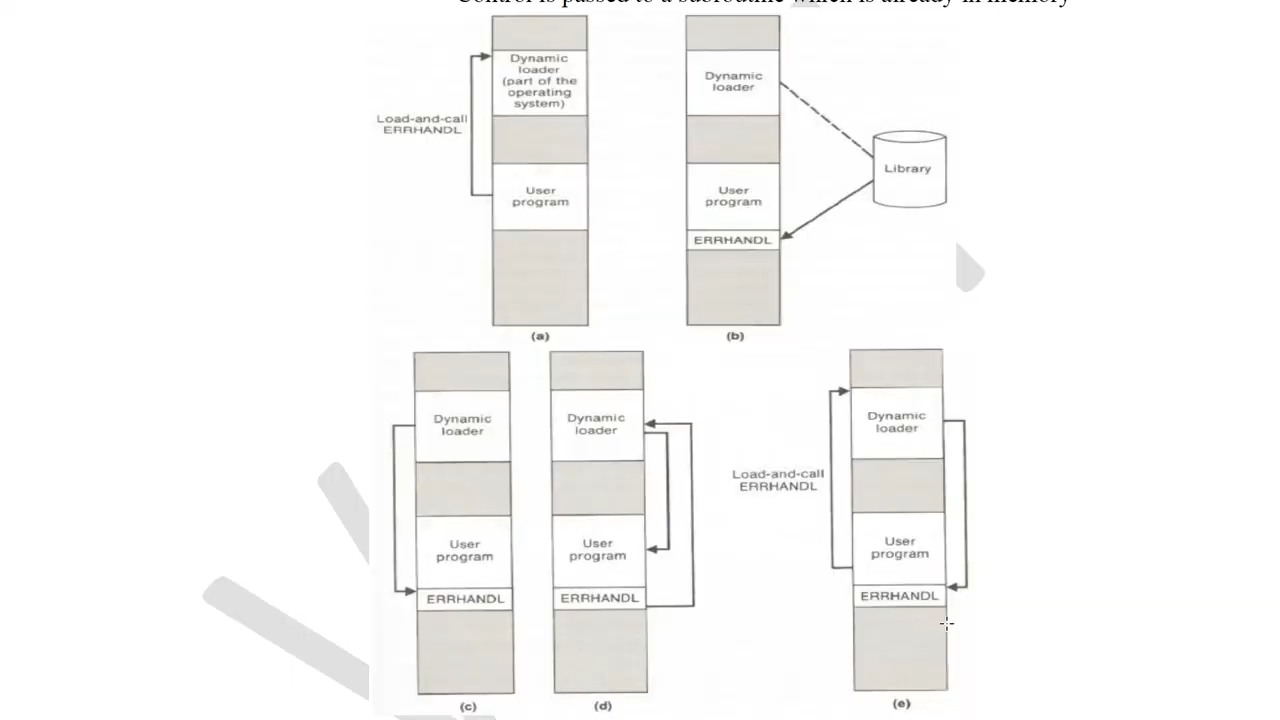 Control is passed to a subroutine which is already in memory
Dynamic
loader
(part of the
operating
system)
Load-and-call
ERRHANDL
User
program
(a)
Dynamic
loader
Library
User
program
ERRHANDL
(b)
Dynamic
loader
User
program
ERRHANDL
(c)
Dynamic
loader
User
program
ERRHANDL
(d)
Dynamic
loader
Load-and-call
ERRHANDL
User
program
ERRHANDL
(e)